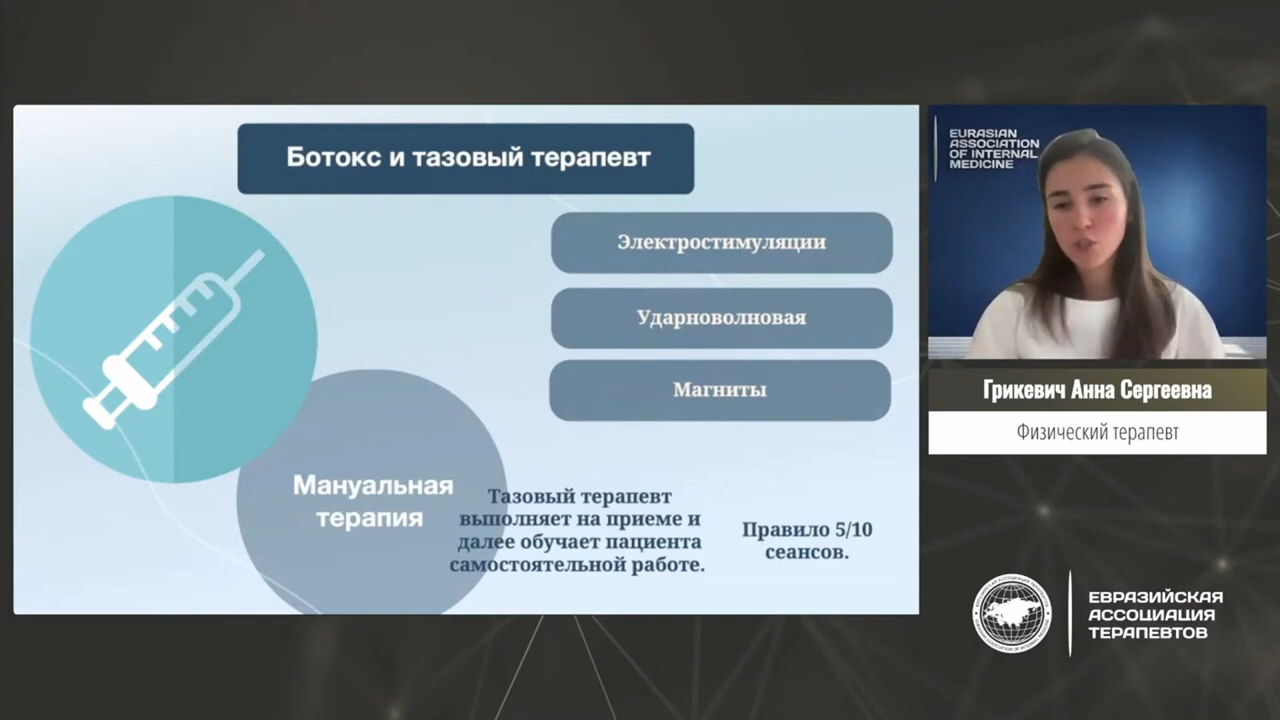 Ботокс и тазовый терапевт
Электростимуляции
Ударноволновая
Магниты
Мануальная
терапия
Тазовый терапевт
выполняет на приеме и
далее обучает пациента
самостоятельной работе.
Правило 5/10
сеансов.
EURASIAN
ASSOCIATION
OF INTERNAL
MEDICINE
Грикевич Анна Сергеевна
Физический терапевт
ЕВРАЗИЙСКАЯ
АССОЦИАЦИЯ
ТЕРАПЕВТОВ